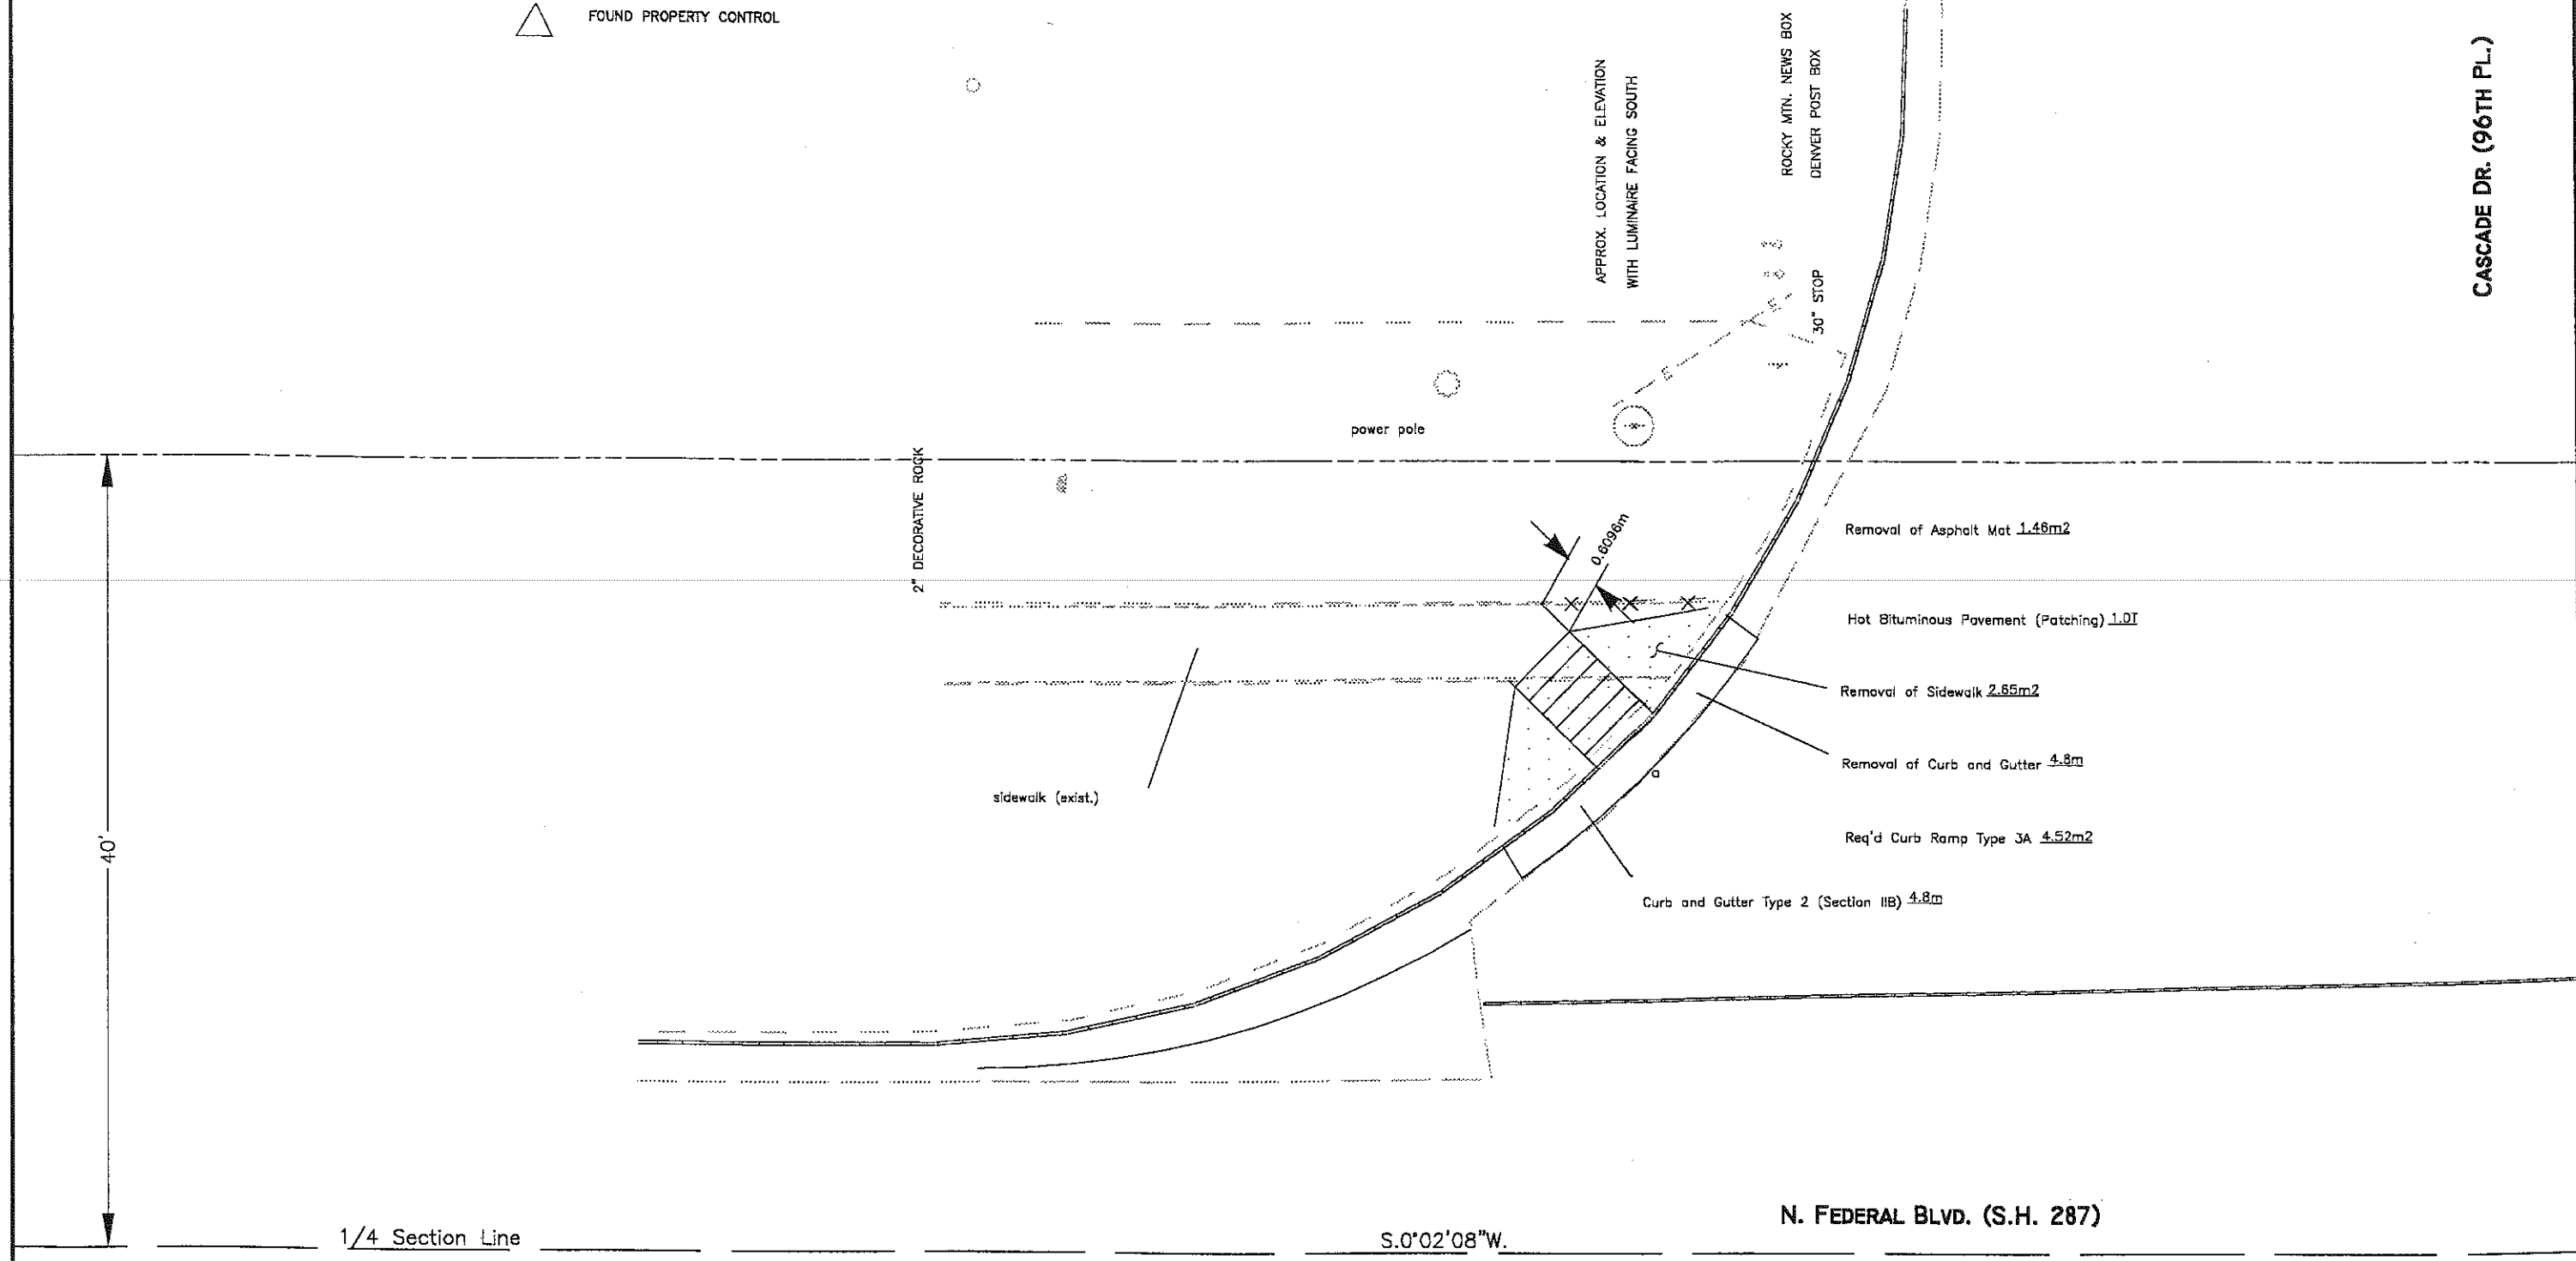 FOUND PROPERTY CONTROL
APPROX. LOCATION & ELEVATION
WITH LUMINAIRE FACING SOUTH
ROCKY MTN. NEWS BOX
DENVER POST BOX
CASCADE DR. (96TH PL.)
30" STOP
power pole
2" DECORATIVE ROCK
0.6096m
Removal of Asphalt Mat 1.46m2
Hot Bituminous Pavement (Patching) 1.0T
Removal of Sidewalk 2.65m2
Removal of Curb and Gutter 4.8m
sidewalk (exist.)
Req'd Curb Ramp Type 3A 4.52m2
40'
Curb and Gutter Type 2 (Section IIB) 4.8m
N. FEDERAL BLVD. (S.H. 287)
1/4 Section Line
S.0°02'08"W.